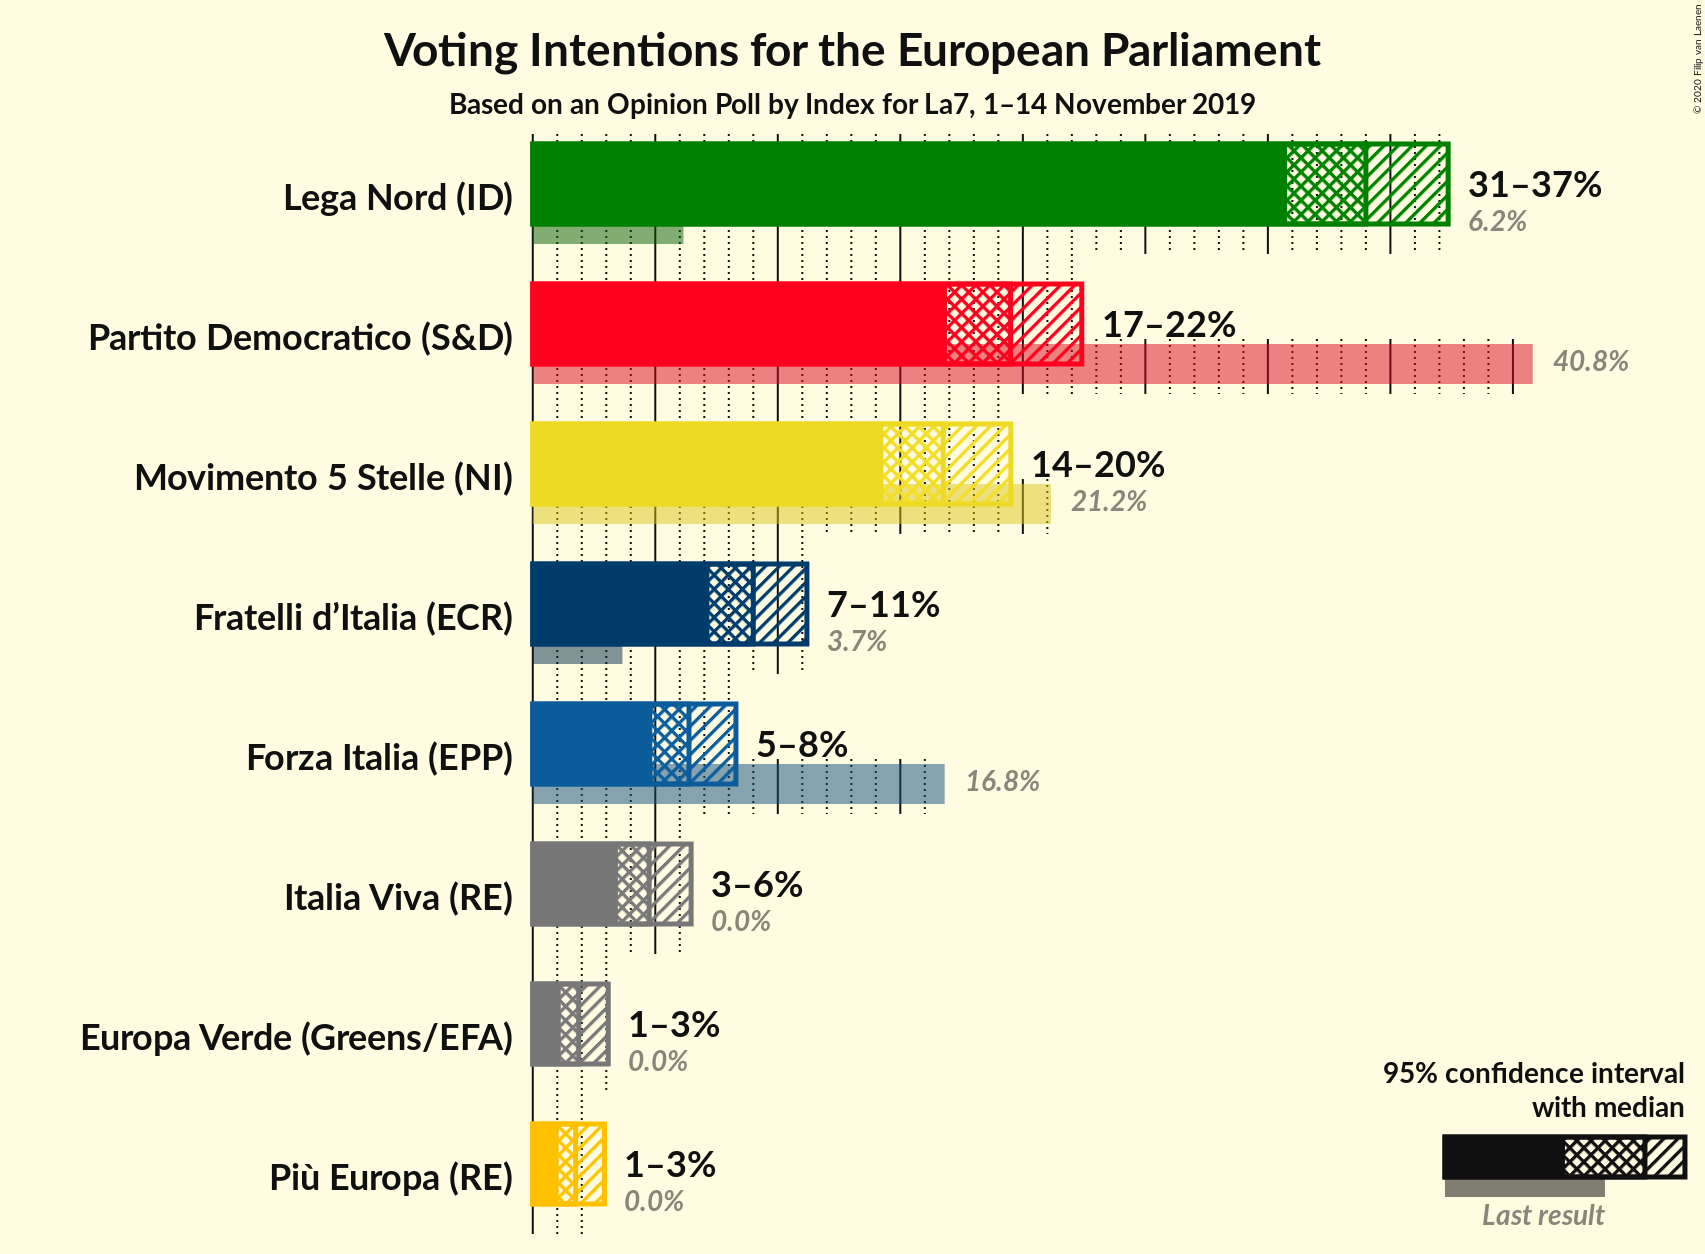 Voting Intentions for the European Parliament
Based on an Opinion Poll by Index for La7, 1–14 November 2019
© 2020 Filip van Laenen
Lega Nord (ID)
31–37%
6.2%
Partito Democratico (S&D)
17–22%
40.8%
Movimento 5 Stelle (NI)
14–20%
21.2%
Fratelli d’Italia (ECR)
7–11%
3.7%
Forza Italia (EPP)
5–8%
16.8%
Italia Viva (RE)
3–6%
0.0%
Europa Verde (Greens/EFA)
1–3%
0.0%
Più Europa (RE)
1–3%
0.0%
95% confidence interval
with median
Last result